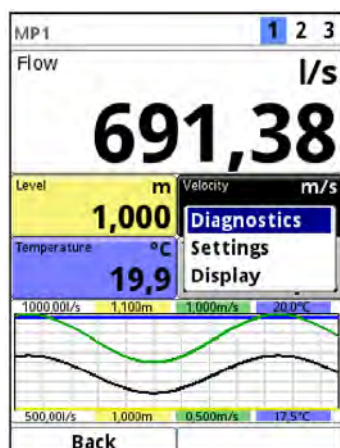 MP1 1 2 3
Flow l/s
691,38
Level m Velocity m/s
1,000
Diagnostics
Settings
Display
Temperature °C
19,9
1000,00l/s 1,100m 1,000m/s 20,0°C
500,00l/s 1,000m 0,500m/s 17,5°C
Back